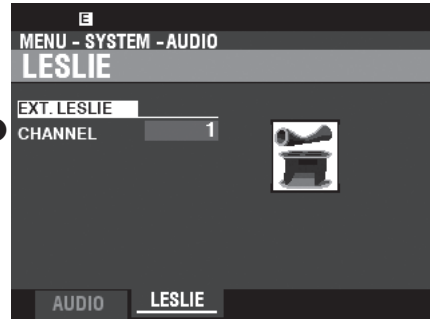 E
MENU - SYSTEM - AUDIO
LESLIE
EXT. LESLIE
CHANNEL 1
AUDIO LESLIE